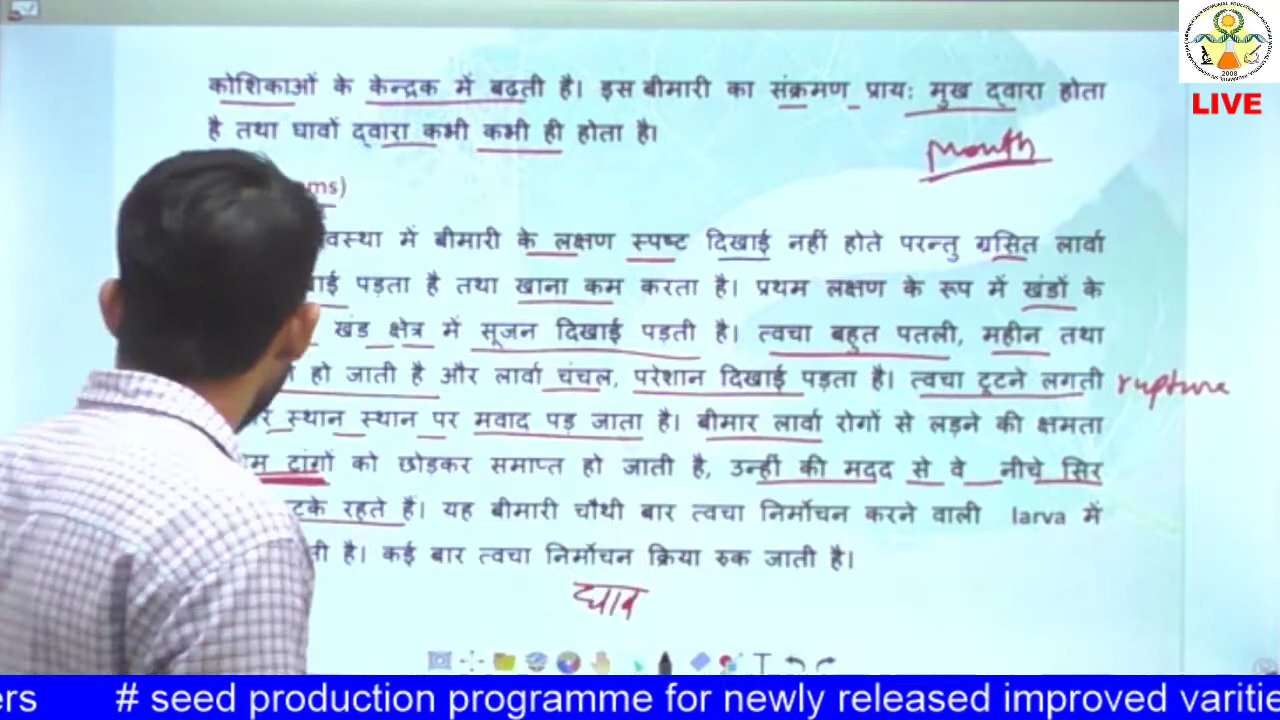 कोशिकाओं के केन्द्रक में बढ़ती है। इस बीमारी का संक्रमण प्राय: मुख द्वारा होता
है तथा घावों द्वारा कभी कभी ही होता है।
Mouth
ms)
वस्था में बीमारी के लक्षण स्पष्ट दिखाई नहीं होते परन्तु ग्रसित लार्वा
ाई पड़ता है तथा खाना कम करता है। प्रथम लक्षण के रूप में खंडों के
खंड क्षेत्र में सूजन दिखाई पड़ती है। त्वचा बहुत पतली, महीन तथा
हो जाती है और लार्वा चंचल, परेशान दिखाई पड़ता है। त्वचा टूटने लगती rupture
र स्थान स्थान पर मवाद पड़ जाता है। बीमार लार्वा रोगों से लड़ने की क्षमता
म टांगों को छोड़कर समाप्त हो जाती है, उन्हीं की मदद से वे नीचे सिर
टके रहते हैं। यह बीमारी चौथी बार त्वचा निर्मोचन करने वाली larva में
ती है। कई बार त्वचा निर्मोचन क्रिया रुक जाती है।
घाव
2008
LIVE
ers # seed production programme for newly released improved varitie